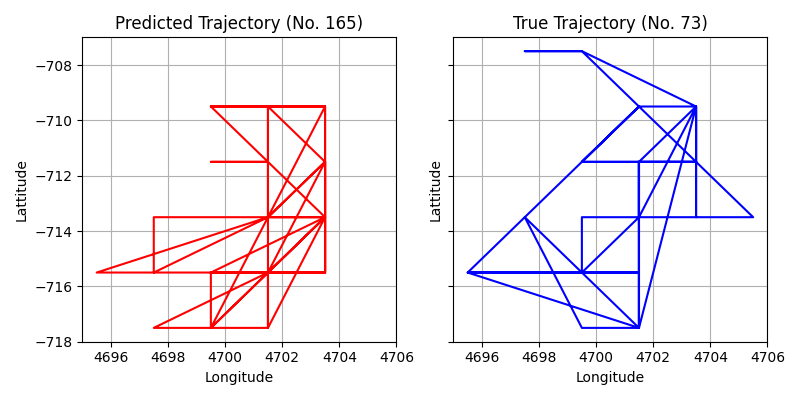 Predicted Trajectory (No. 165)
True Trajectory (No. 73)
−708
−710
−712
−714
−716
−718
Lattitude
Lattitude
4696 4698 4700 4702 4704 4706
4696 4698 4700 4702 4704 4706
Longitude
Longitude